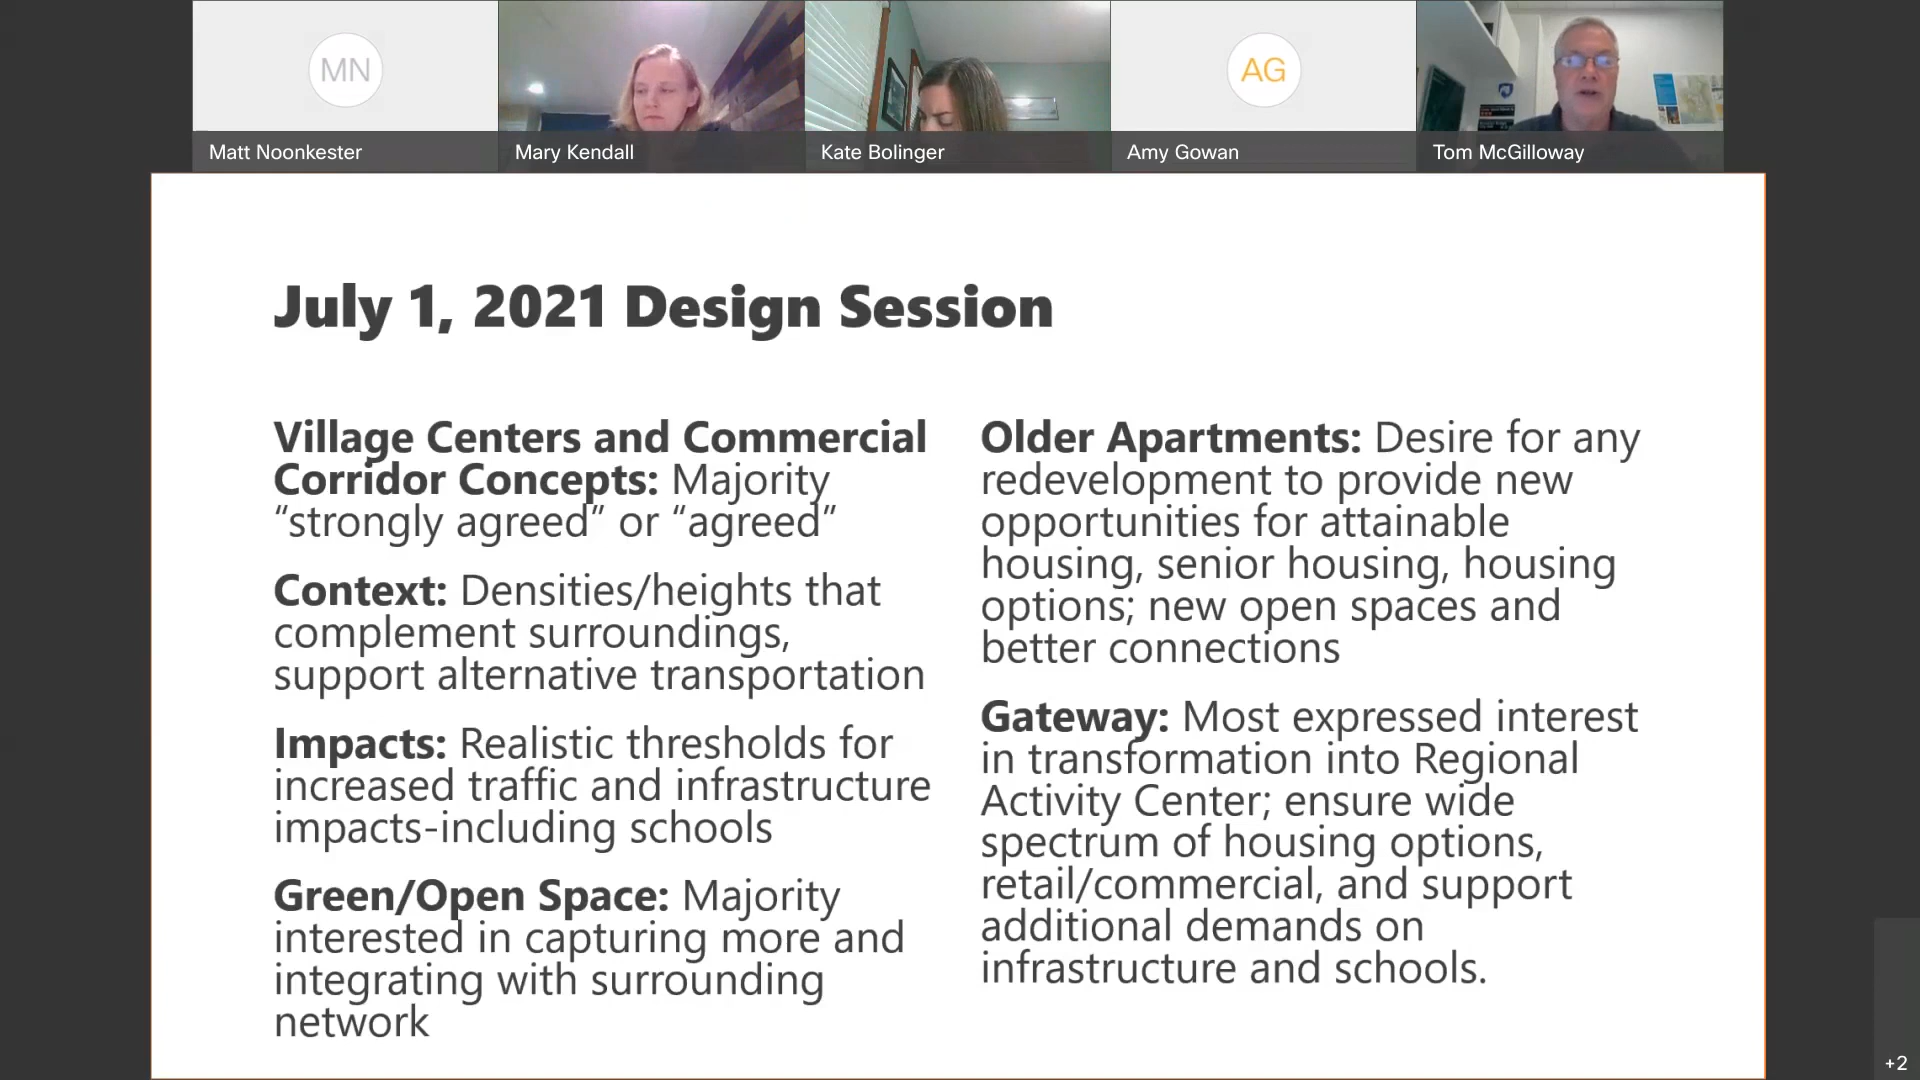 MN
AG
Matt Noonkester
Mary Kendall
Kate Bolinger
Amy Gowan
Tom McGilloway
July 1, 2021 Design Session
Village Centers and Commercial
Corridor Concepts: Majority
“strongly agreed” or “agreed”
Context: Densities/heights that
complement surroundings,
support alternative transportation
Impacts: Realistic thresholds for
increased traffic and infrastructure
impacts-including schools
Green/Open Space: Majority
interested in capturing more and
integrating with surrounding
network
Older Apartments: Desire for any
redevelopment to provide new
opportunities for attainable
housing, senior housing, housing
options; new open spaces and
better connections
Gateway: Most expressed interest
in transformation into Regional
Activity Center; ensure wide
spectrum of housing options,
retail/commercial, and support
additional demands on
infrastructure and schools.
+2